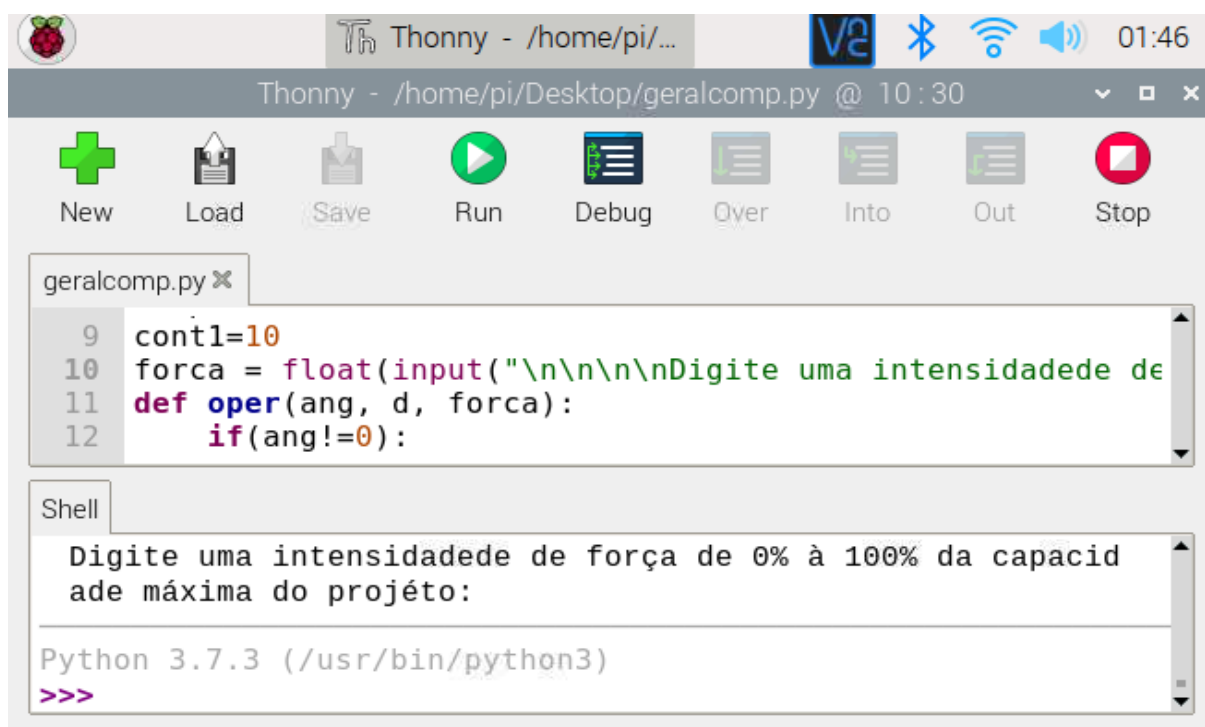 Thonny - /home/pi/... V2 01:46
Thonny - /home/pi/Desktop/geralcomp.py @ 10 : 30
New Load Save Run Debug Over Into Out Stop
geralcomp.py
9 cont1=10
10 forca = float(input("\n\n\n\nDigite uma intensidadede de
11 def oper(ang, d, forca):
12 if(ang!=0):
Shell
Digite uma intensidadede de força de 0% à 100% da capacid
ade máxima do projéto:
Python 3.7.3 (/usr/bin/python3)
>>>